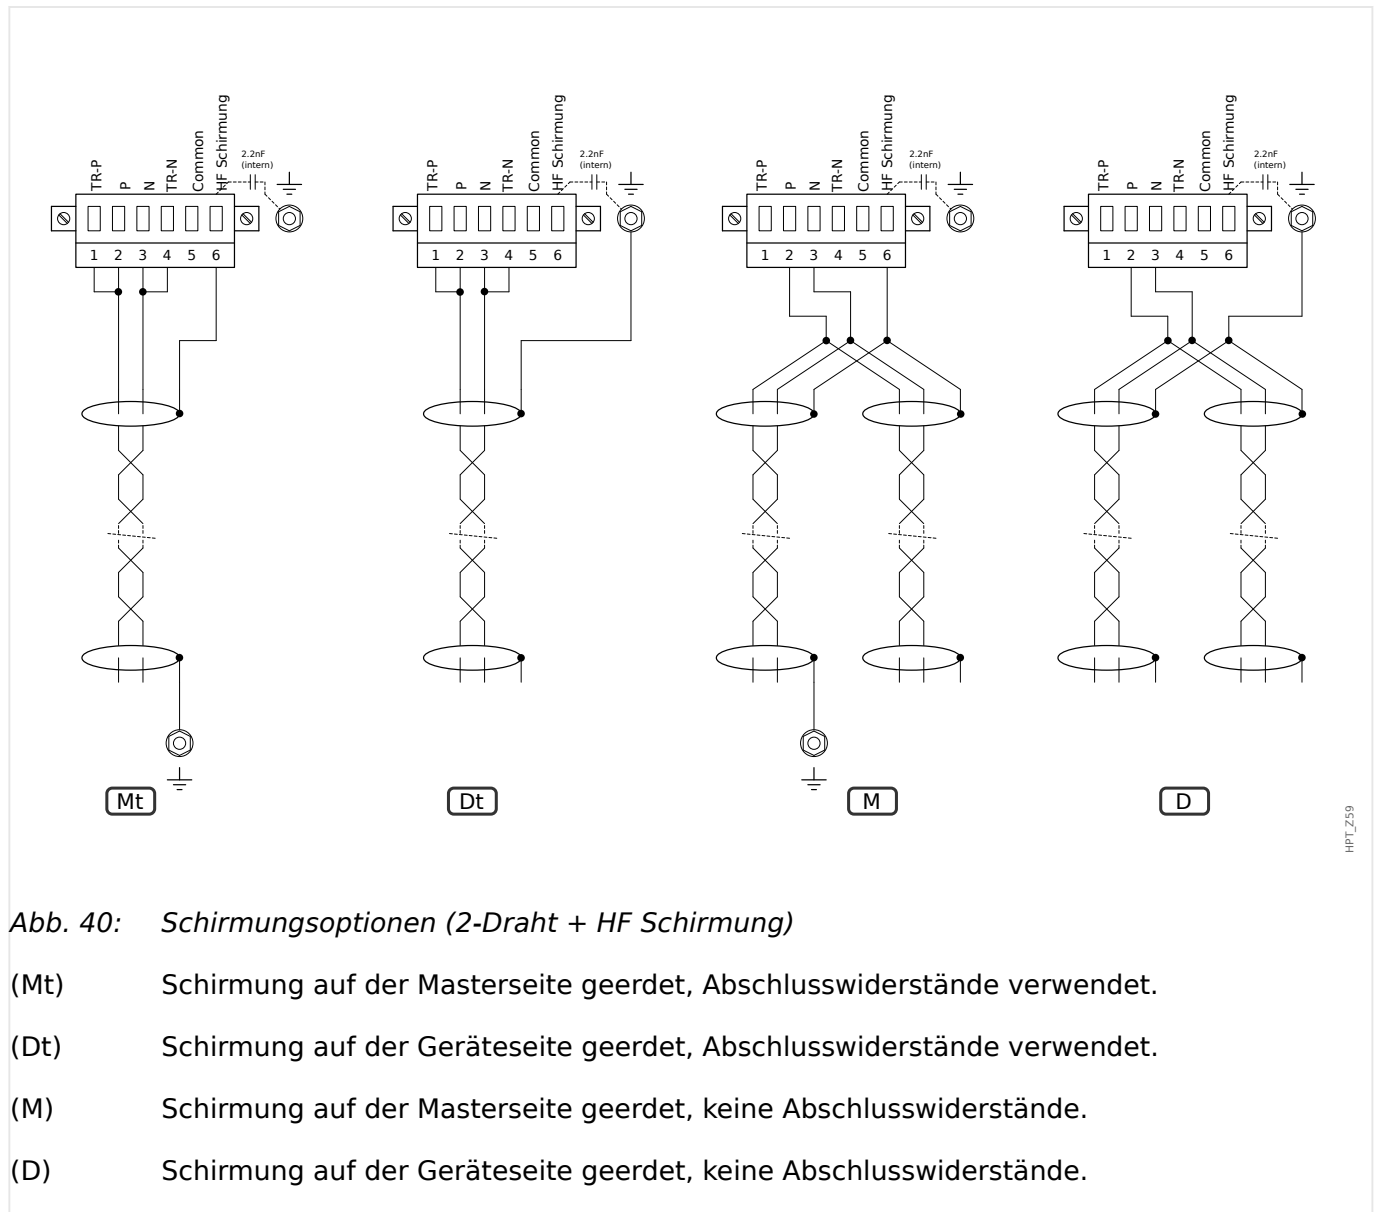 TR-P P N TR-N Common HF Schirmung 2.2nF (intern)
TR-P P N TR-N Common HF Schirmung 2.2nF (intern)
TR-P P N TR-N Common HF Schirmung 2.2nF (intern)
TR-P P N TR-N Common HF Schirmung 2.2nF (intern)
1 2 3 4 5 6
1 2 3 4 5 6
1 2 3 4 5 6
1 2 3 4 5 6
Mt
Dt
M
D
HPT_Z59
Abb. 40: Schirmungsoptionen (2-Draht + HF Schirmung)
(Mt) Schirmung auf der Masterseite geerdet, Abschlusswiderstände verwendet.
(Dt) Schirmung auf der Geräteseite geerdet, Abschlusswiderstände verwendet.
(M) Schirmung auf der Masterseite geerdet, keine Abschlusswiderstände.
(D) Schirmung auf der Geräteseite geerdet, keine Abschlusswiderstände.